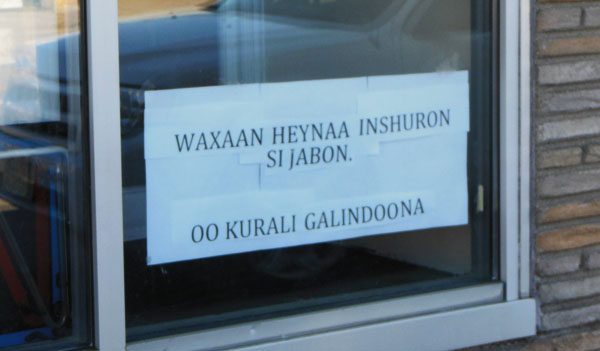 WAXAAN HEYNAA INSHURON
SI JABON.
OO KURALI GALINDOONA